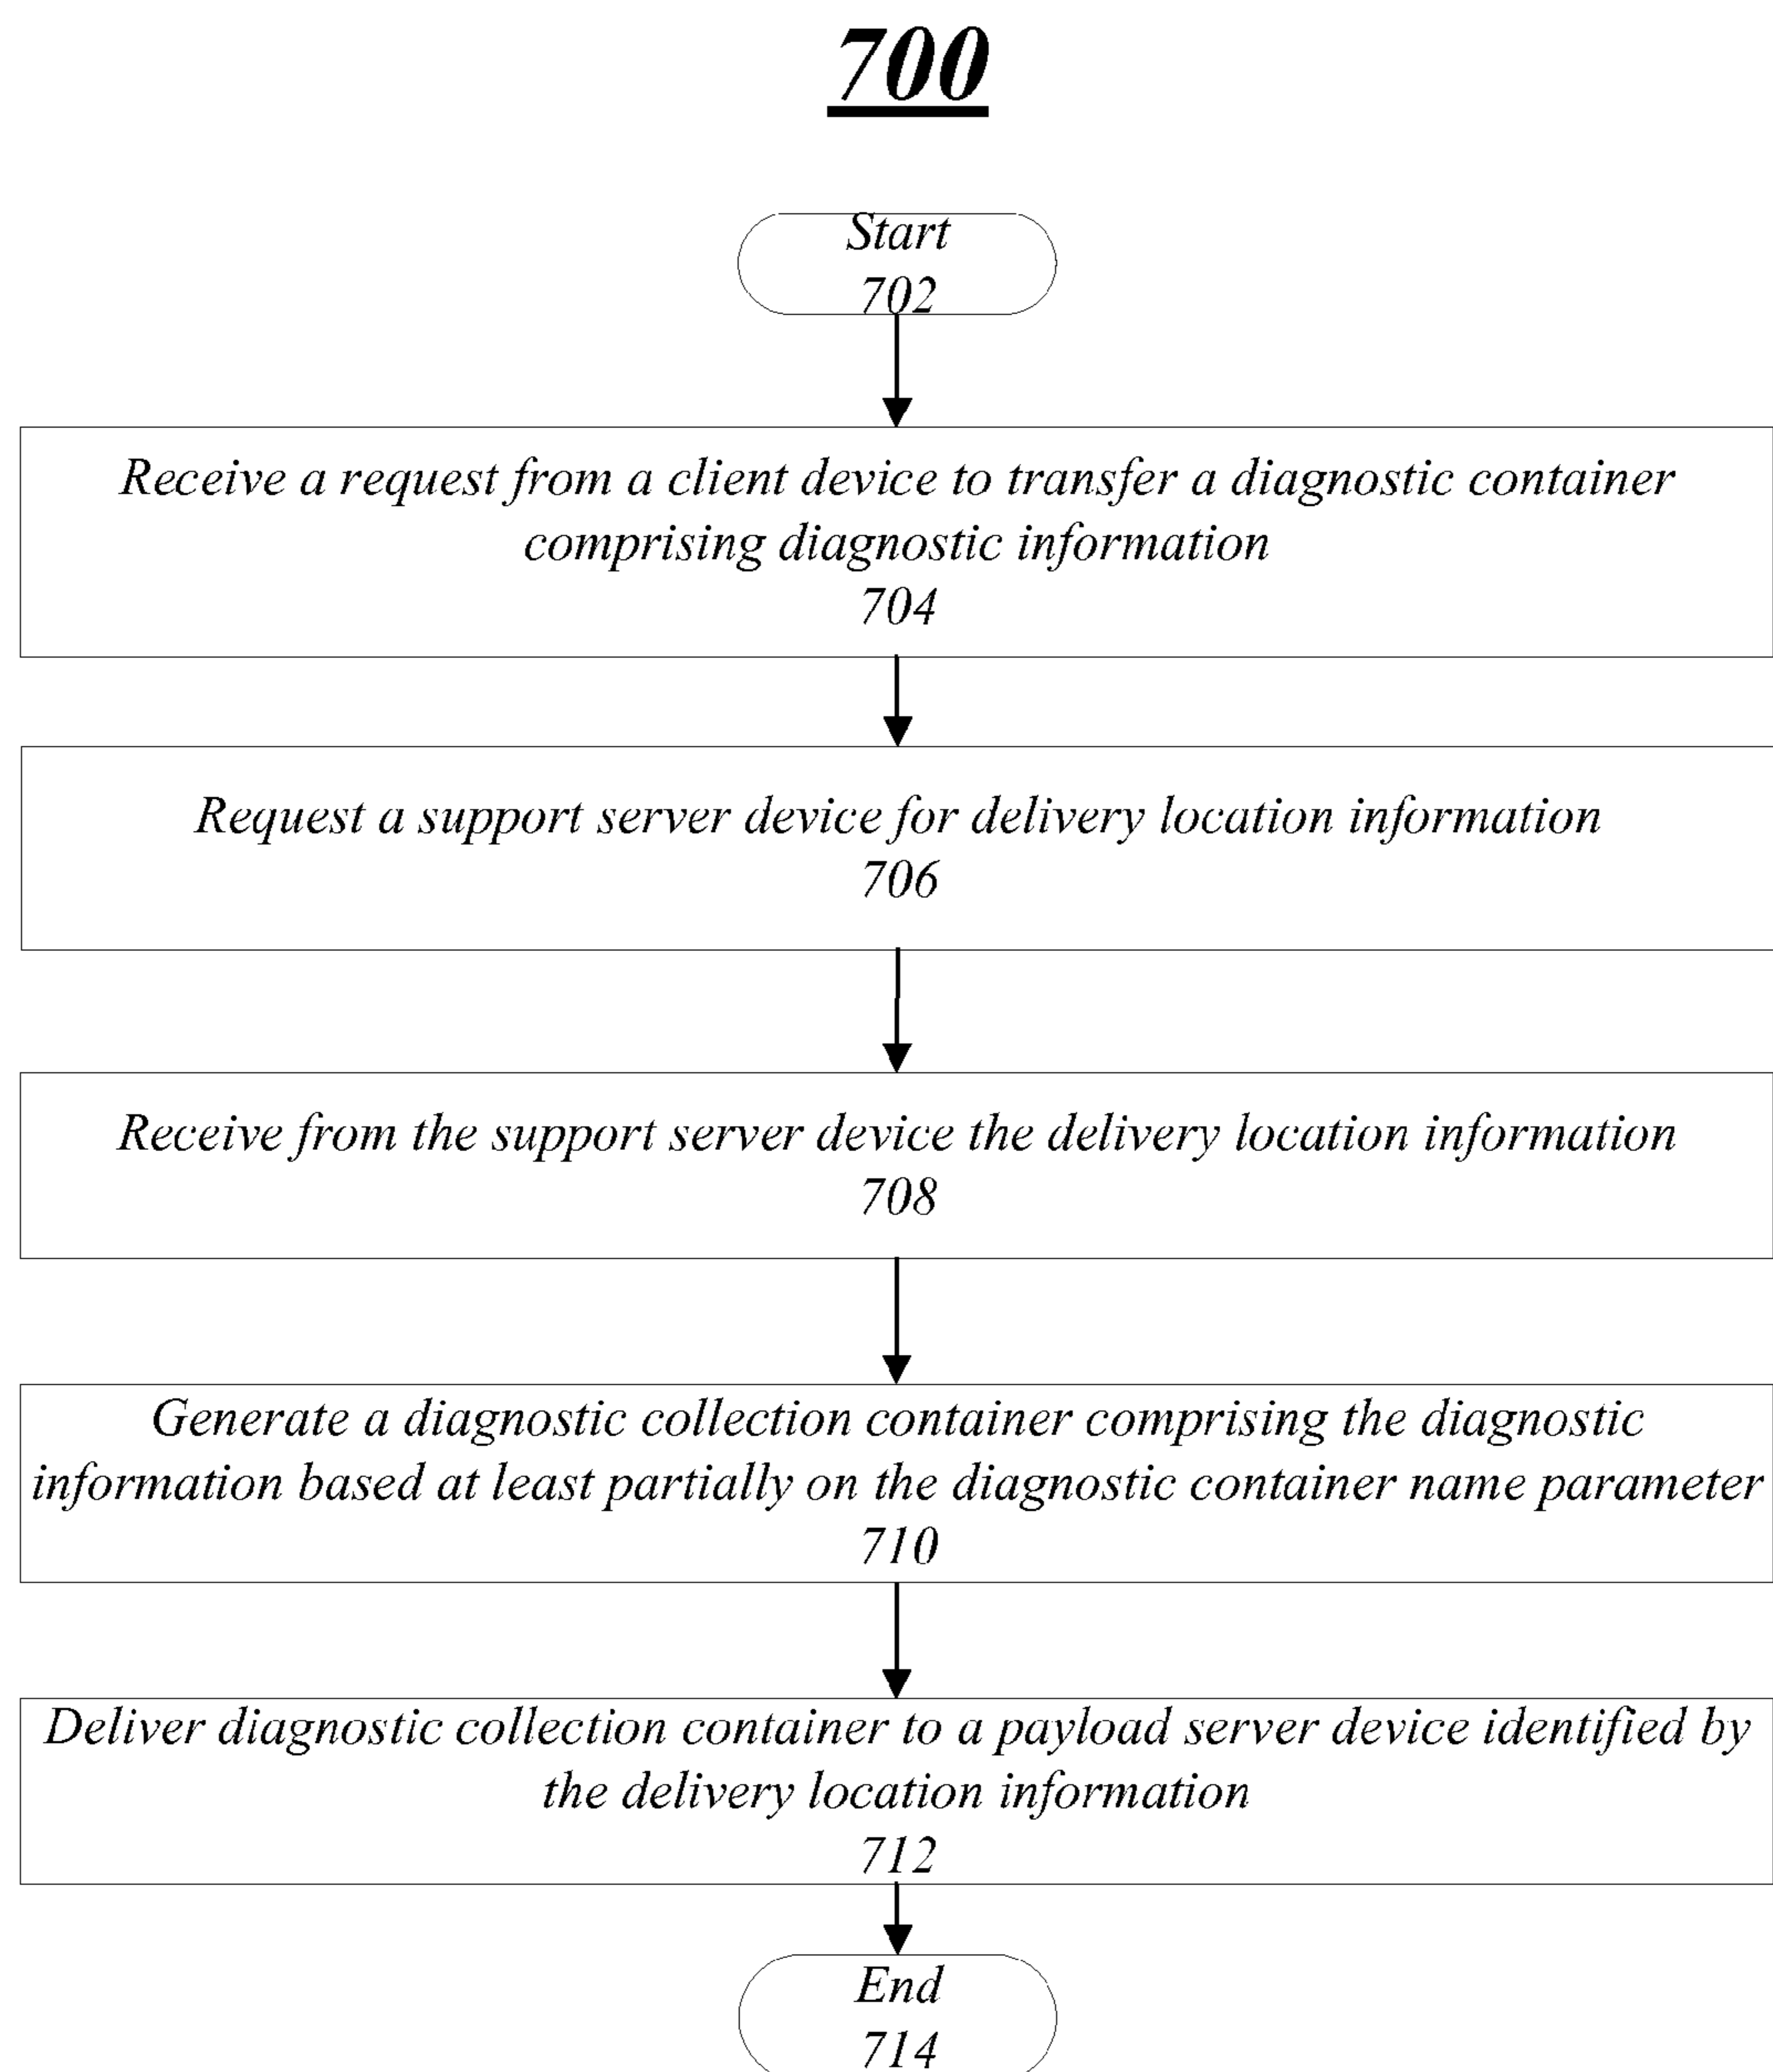 700
Start
702
Receive a request from a client device to transfer a diagnostic container
comprising diagnostic information
704
Request a support server device for delivery location information
706
Receive from the support server device the delivery location information
708
Generate a diagnostic collection container comprising the diagnostic
information based at least partially on the diagnostic container name parameter
710
Deliver diagnostic collection container to a payload server device identified by
the delivery location information
712
End
714